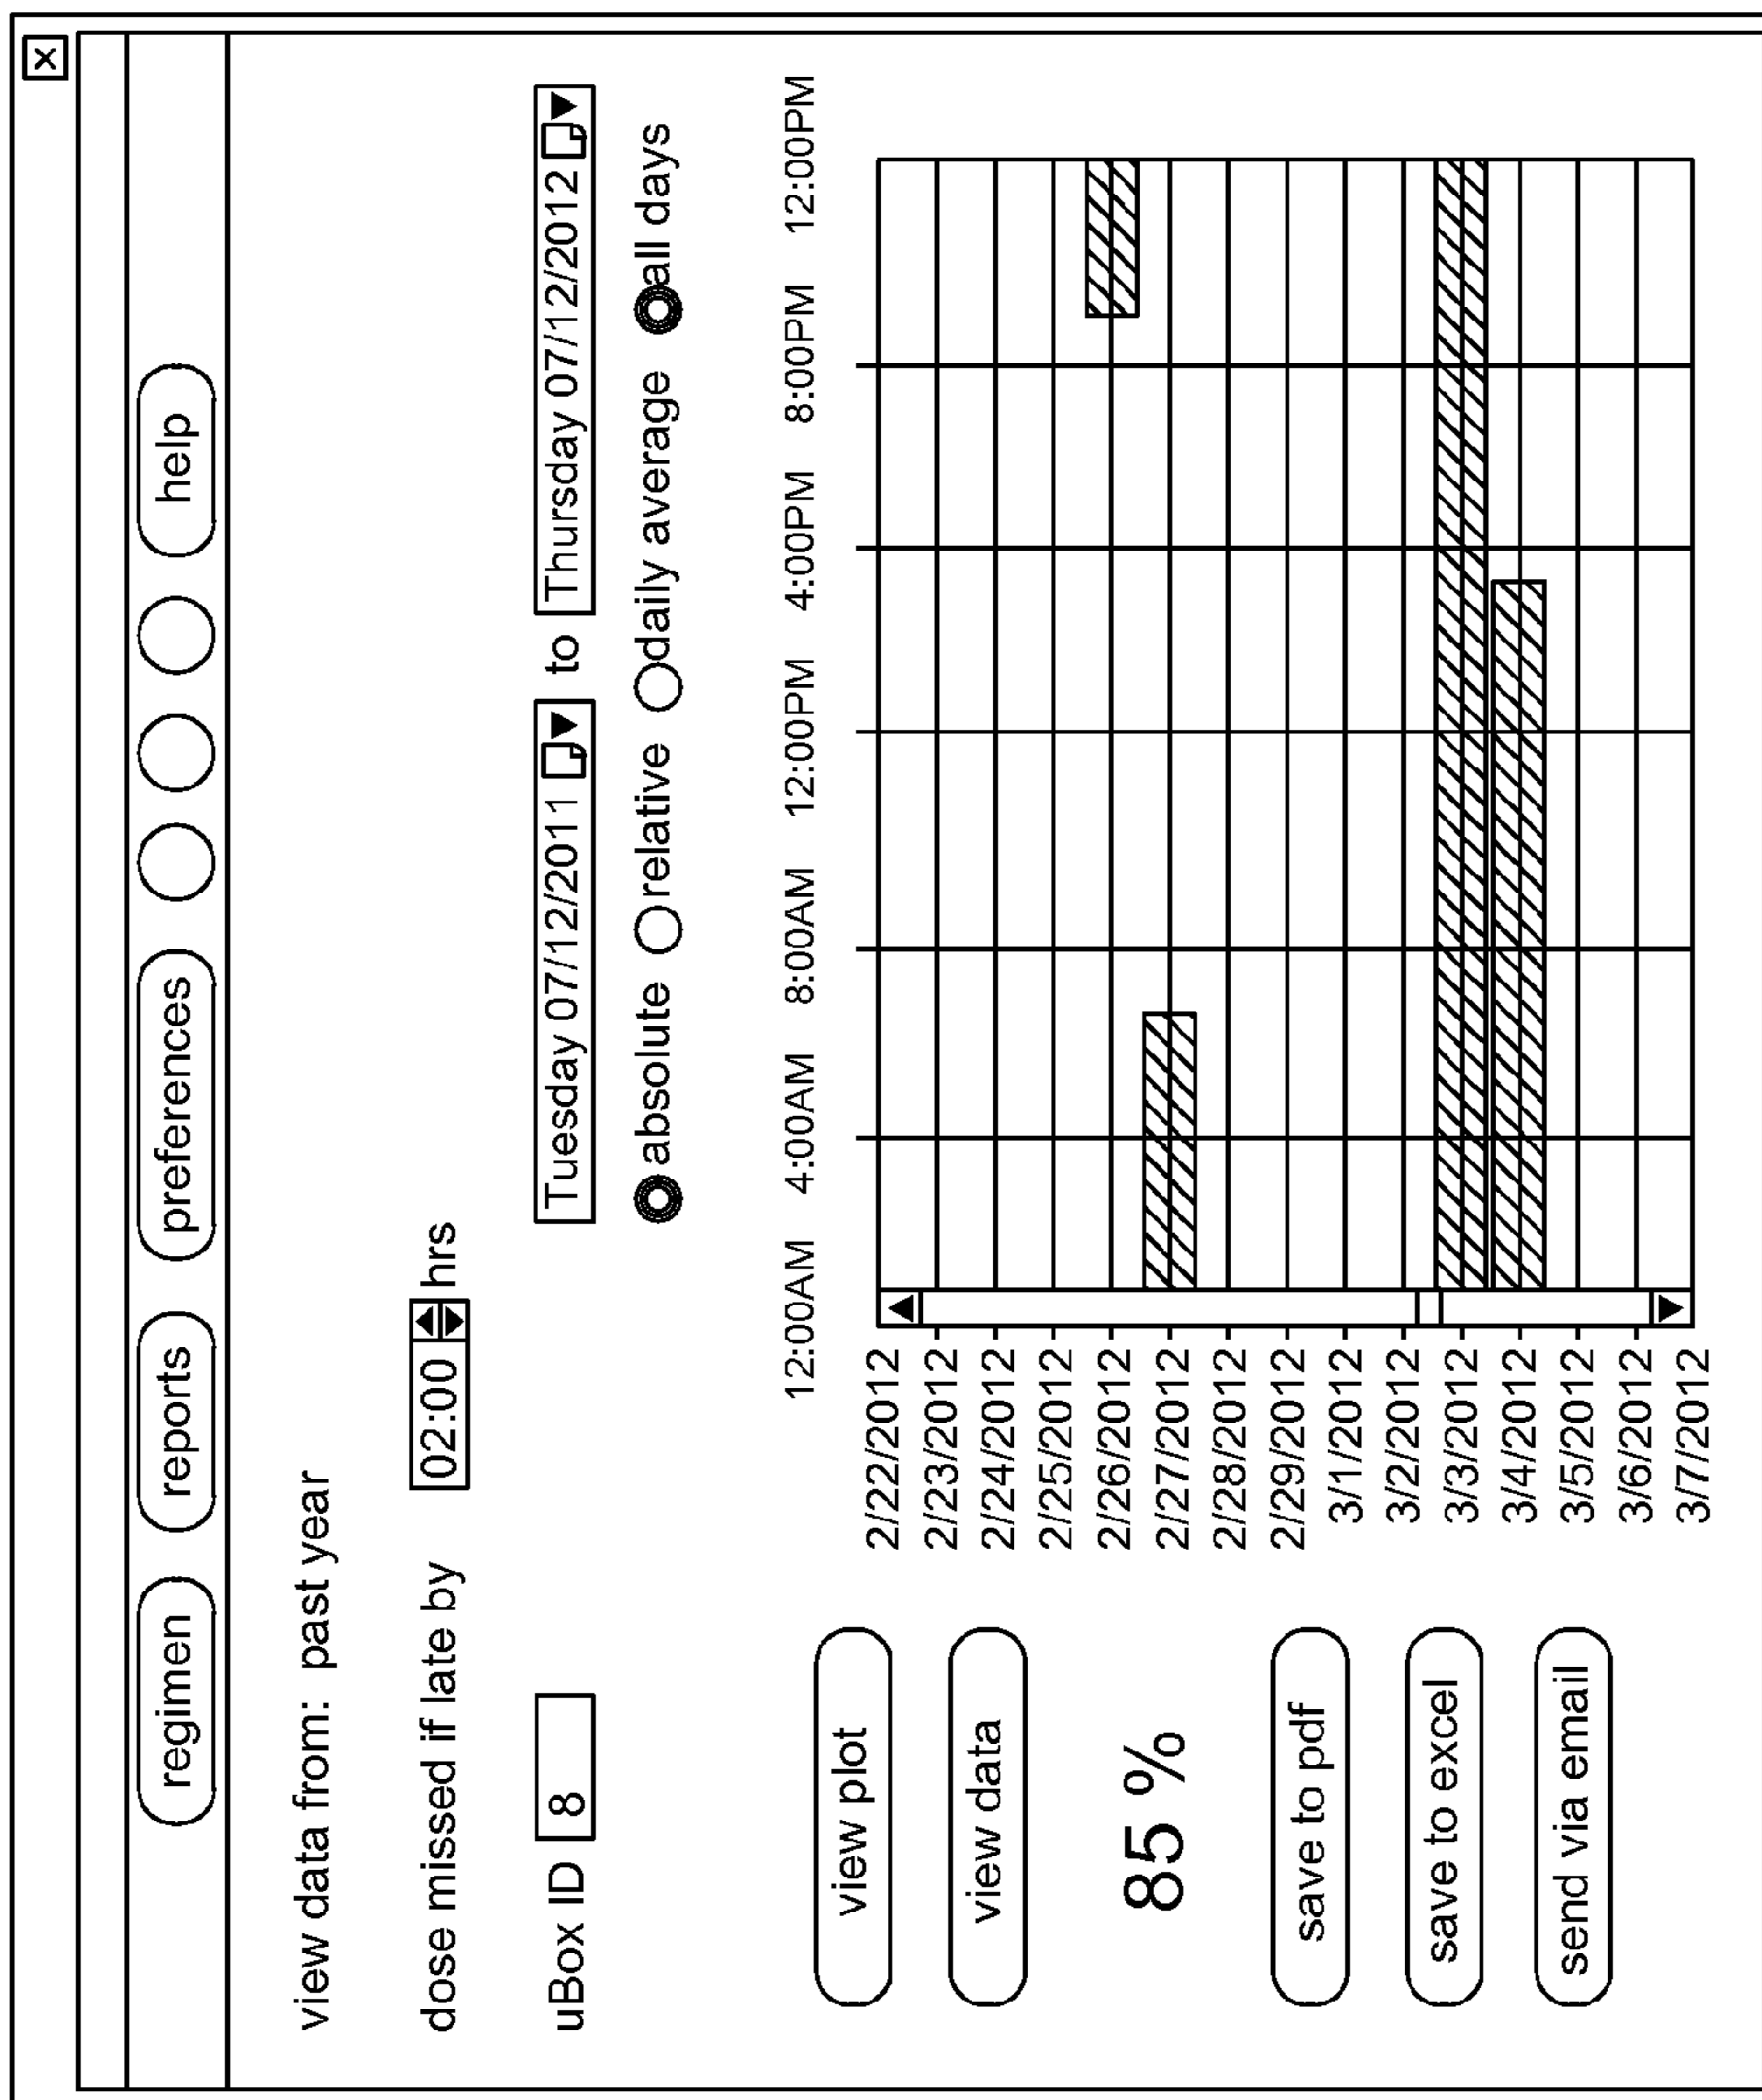 x
regimen reports preferences help
view data from: past year
dose missed if late by 02:00 hrs
uBox ID 8 Tuesday 07/12/2011 to Thursday 07/12/2012
absolute relative daily average all days
12:00AM 4:00AM 8:00AM 12:00PM 4:00PM 8:00PM 12:00PM
view plot
view data
85 %
save to pdf
save to excel
send via email
2/22/2012
2/23/2012
2/24/2012
2/25/2012
2/26/2012
2/27/2012
2/28/2012
2/29/2012
3/1/2012
3/2/2012
3/3/2012
3/4/2012
3/5/2012
3/6/2012
3/7/2012